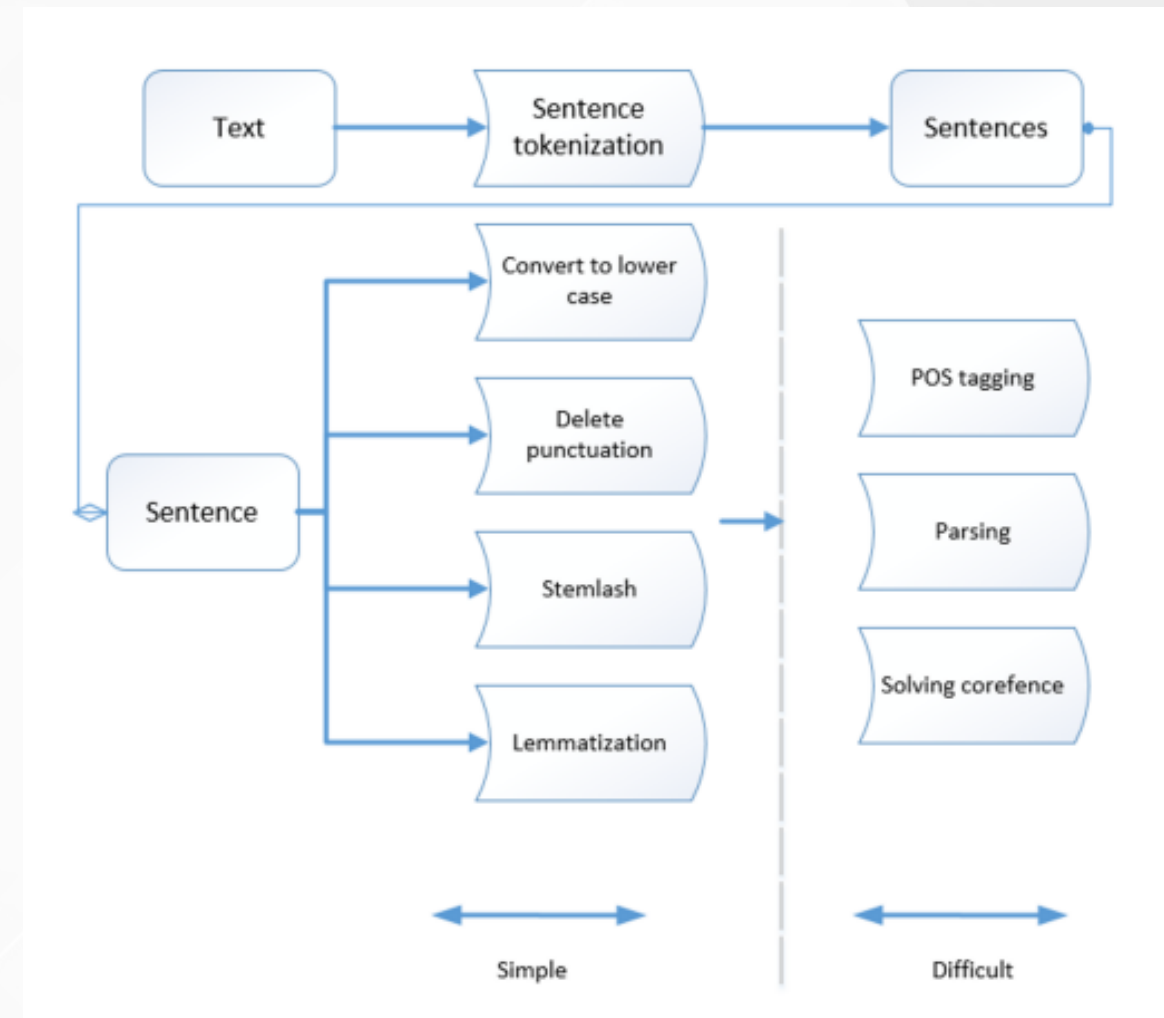 Text
Sentence
tokenization
Sentences
Convert to lower
case
Delete
punctuation
Sentence
Stemlash
Lemmatization
POS tagging
Parsing
Solving corefence
Simple
Difficult